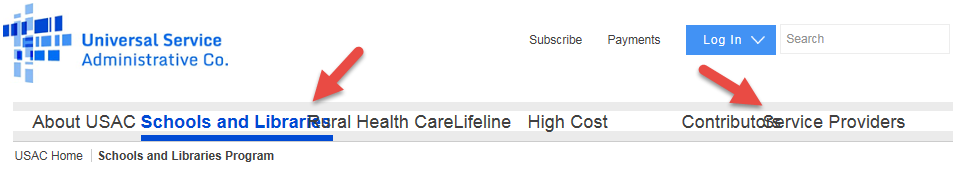 Universal Service
Administrative Co.
Subscribe Payments Log In Search
About USAC Schools and Libraries Rural Health Care Lifeline High Cost Contributors Service Providers
USAC Home Schools and Libraries Program